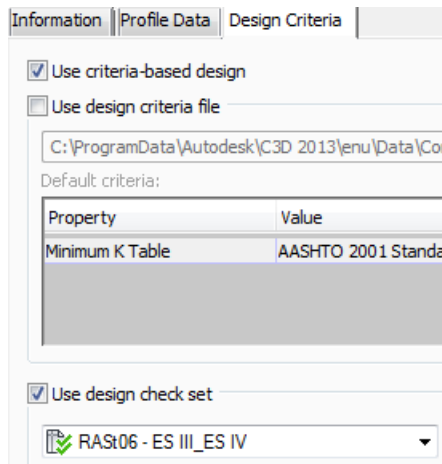 Information Profile Data Design Criteria
Use criteria-based design
Use design criteria file
C:\ProgramData\Autodesk\C3D 2013\enu\Data\Co
Default criteria:
Property Value
Minimum K Table AASHTO 2001 Standa
Use design check set
RASt06 - ES III_ES IV